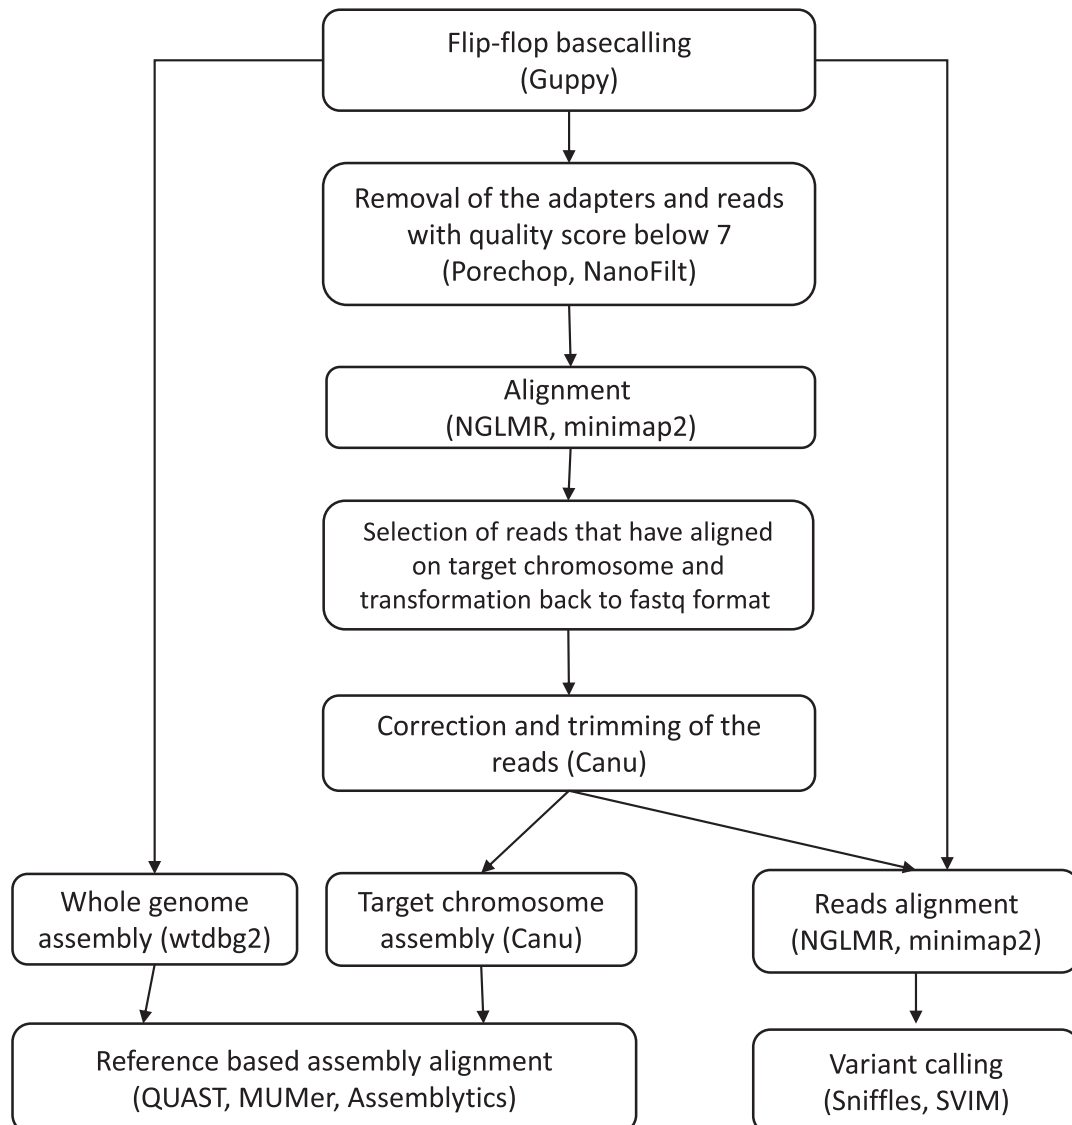 Flip-flop basecalling
(Guppy)
Removal of the adapters and reads
with quality score below 7
(Porechop, NanoFilt)
Alignment
(NGLMR, minimap2)
Selection of reads that have aligned
on target chromosome and
transformation back to fastq format
Correction and trimming of the
reads (Canu)
Whole genome
assembly (wtdbg2)
Target chromosome
assembly (Canu)
Reads alignment
(NGLMR, minimap2)
Reference based assembly alignment
(QUAST, MUMer, Assemblytics)
Variant calling
(Sniffles, SVIM)